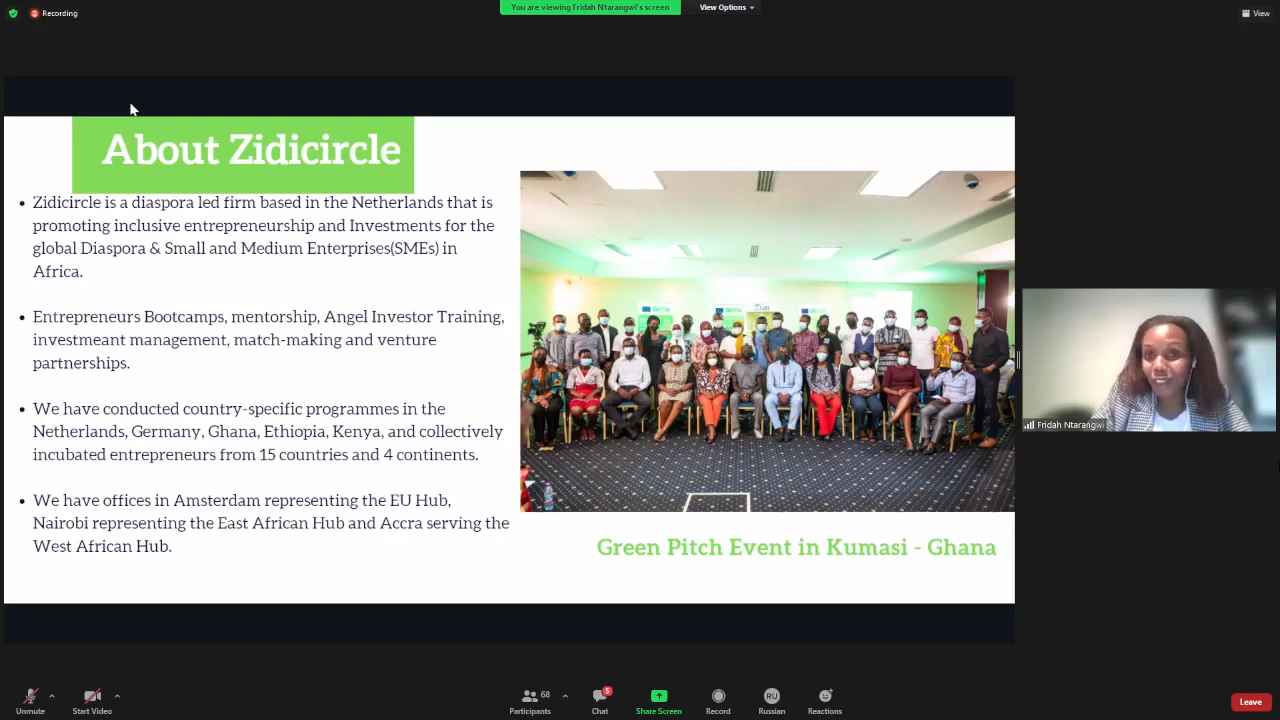 Recording
You are viewing Fridah Ntarangwi's screen
View Options
View
About Zidicircle
• Zidicircle is a diaspora led firm based in the Netherlands that is
promoting inclusive entrepreneurship and Investments for the
global Diaspora & Small and Medium Enterprises(SMEs) in
Africa.
• Entrepreneurs Bootcamps, mentorship, Angel Investor Training,
investmeant management, match-making and venture
partnerships.
• We have conducted country-specific programmes in the
Netherlands, Germany, Ghana, Ethiopia, Kenya, and collectively
incubated entrepreneurs from 15 countries and 4 continents.
• We have offices in Amsterdam representing the EU Hub,
Nairobi representing the East African Hub and Accra serving the
West African Hub.
Green Pitch Event in Kumasi - Ghana
Fridah Ntarangwi
Unmute
Start Video
68
Participants
5
Chat
Share Screen
Record
RU
Russian
Reactions
Leave